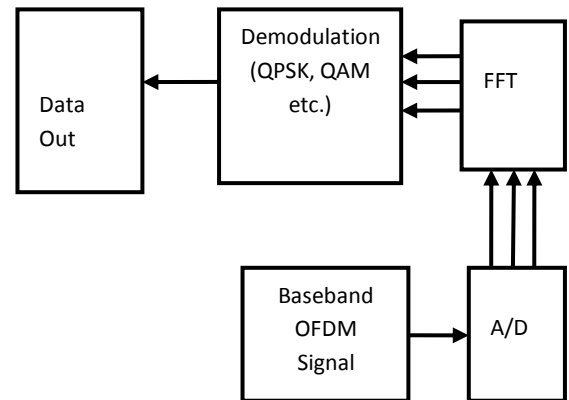 Demodulation
(QPSK, QAM
etc.)
FFT
Data
Out
Baseband
OFDM
Signal
A/D